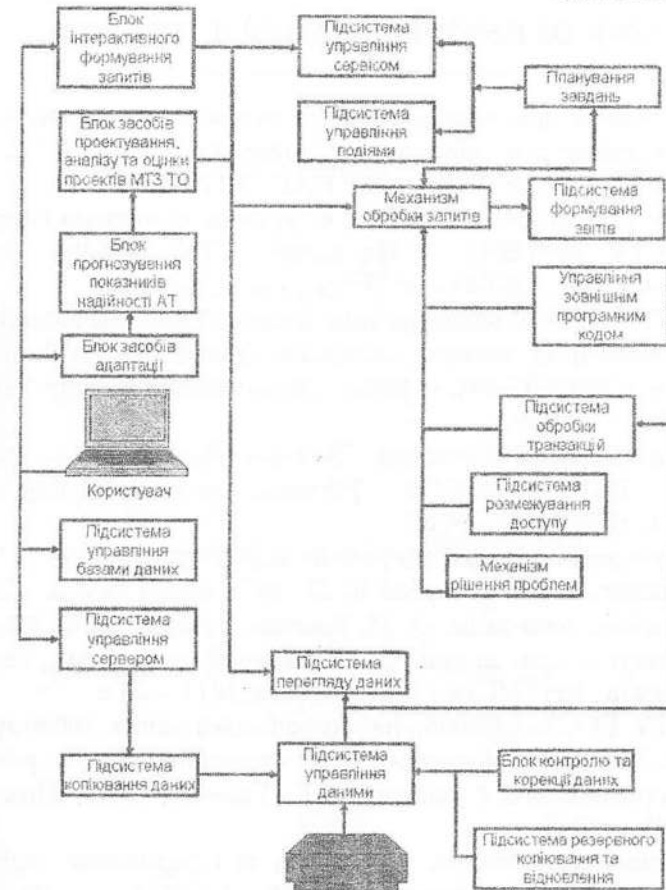 Блок
інтерактивного
формування
запитів
Підсистема
управління
сервісом
Планування
завдань
Блок засобів
проектування,
аналізу та оцінки
проектів МТЗ ТО
Підсистема
управління
подіями
Механізм
обробки запитів
Підсистема
формування
звітів
Блок
прогнозування
показників
надійності АТ
Управління
зовнішнім
програмним
кодом
Блок засобів
адаптації
Підсистема
обробки
транзакцій
Користувач
Підсистема
розмежування
доступу
Підсистема
управління
базами даних
Механізм
рішення проблем
Підсистема
управління
сервером
Підсистема
перегляду даних
Підсистема
копіювання даних
Підсистема
управління
даними
Блок контролю та
корекції даних
Підсистема резервного
копіювання та
відновлення